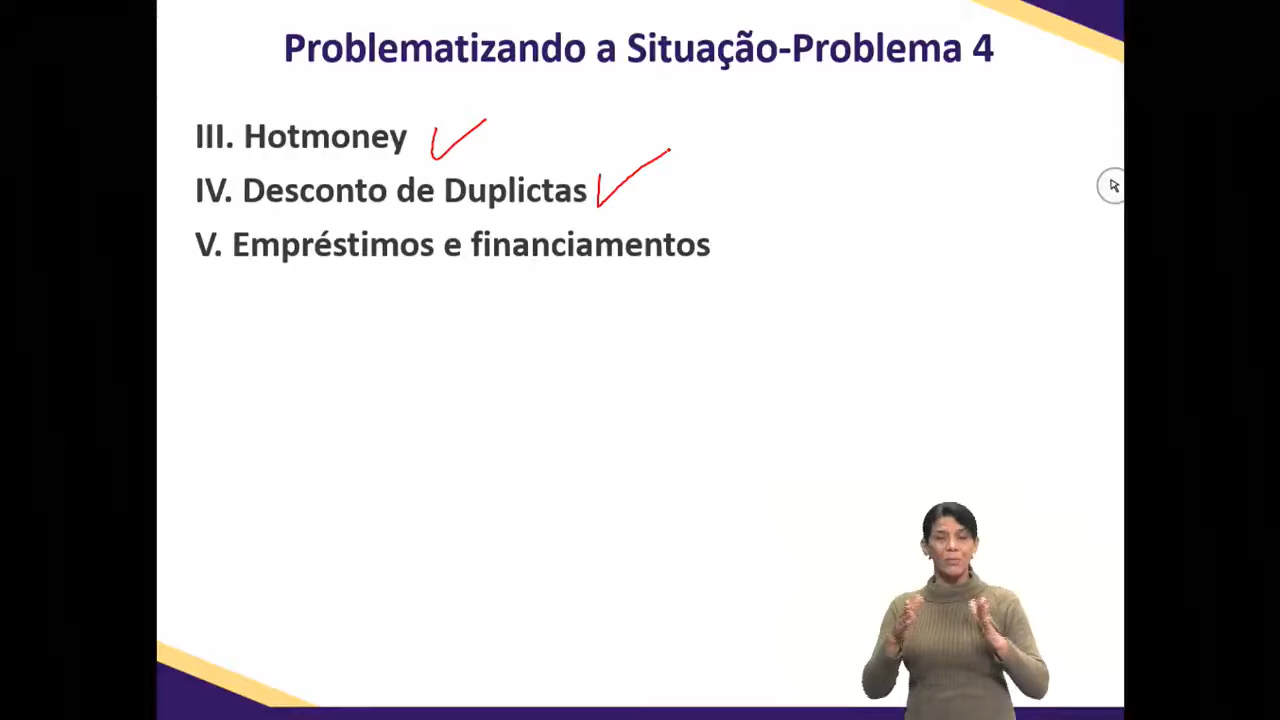 Problematizando a Situação-Problema 4
III. Hotmoney
IV. Desconto de Duplictas
V. Empréstimos e financiamentos